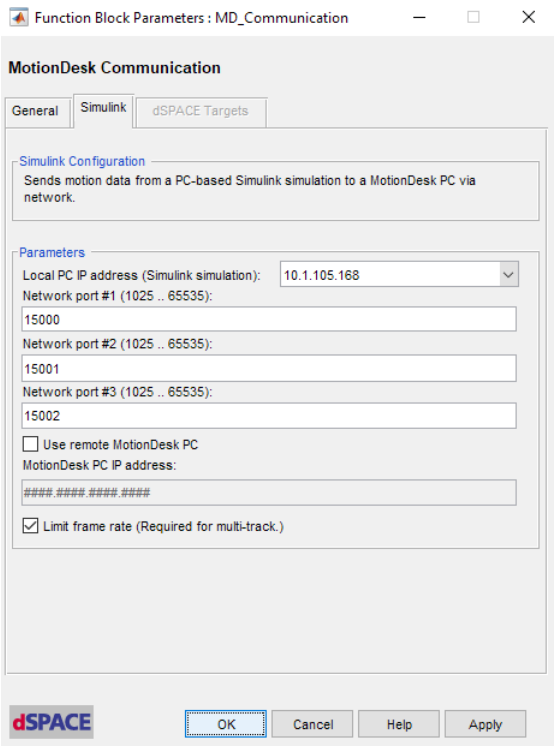 Function Block Parameters : MD_Communication
MotionDesk Communication
General
Simulink
dSPACE Targets
Simulink Configuration
Sends motion data from a PC-based Simulink simulation to a MotionDesk PC via
network.
Parameters
Local PC IP address (Simulink simulation):
10.1.105.168
Network port #1 (1025 .. 65535):
15000
Network port #2 (1025 .. 65535):
15001
Network port #3 (1025 .. 65535):
15002
Use remote MotionDesk PC
MotionDesk PC IP address:
####.####.####.####
Limit frame rate (Required for multi-track.)
dSPACE
OK
Cancel
Help
Apply